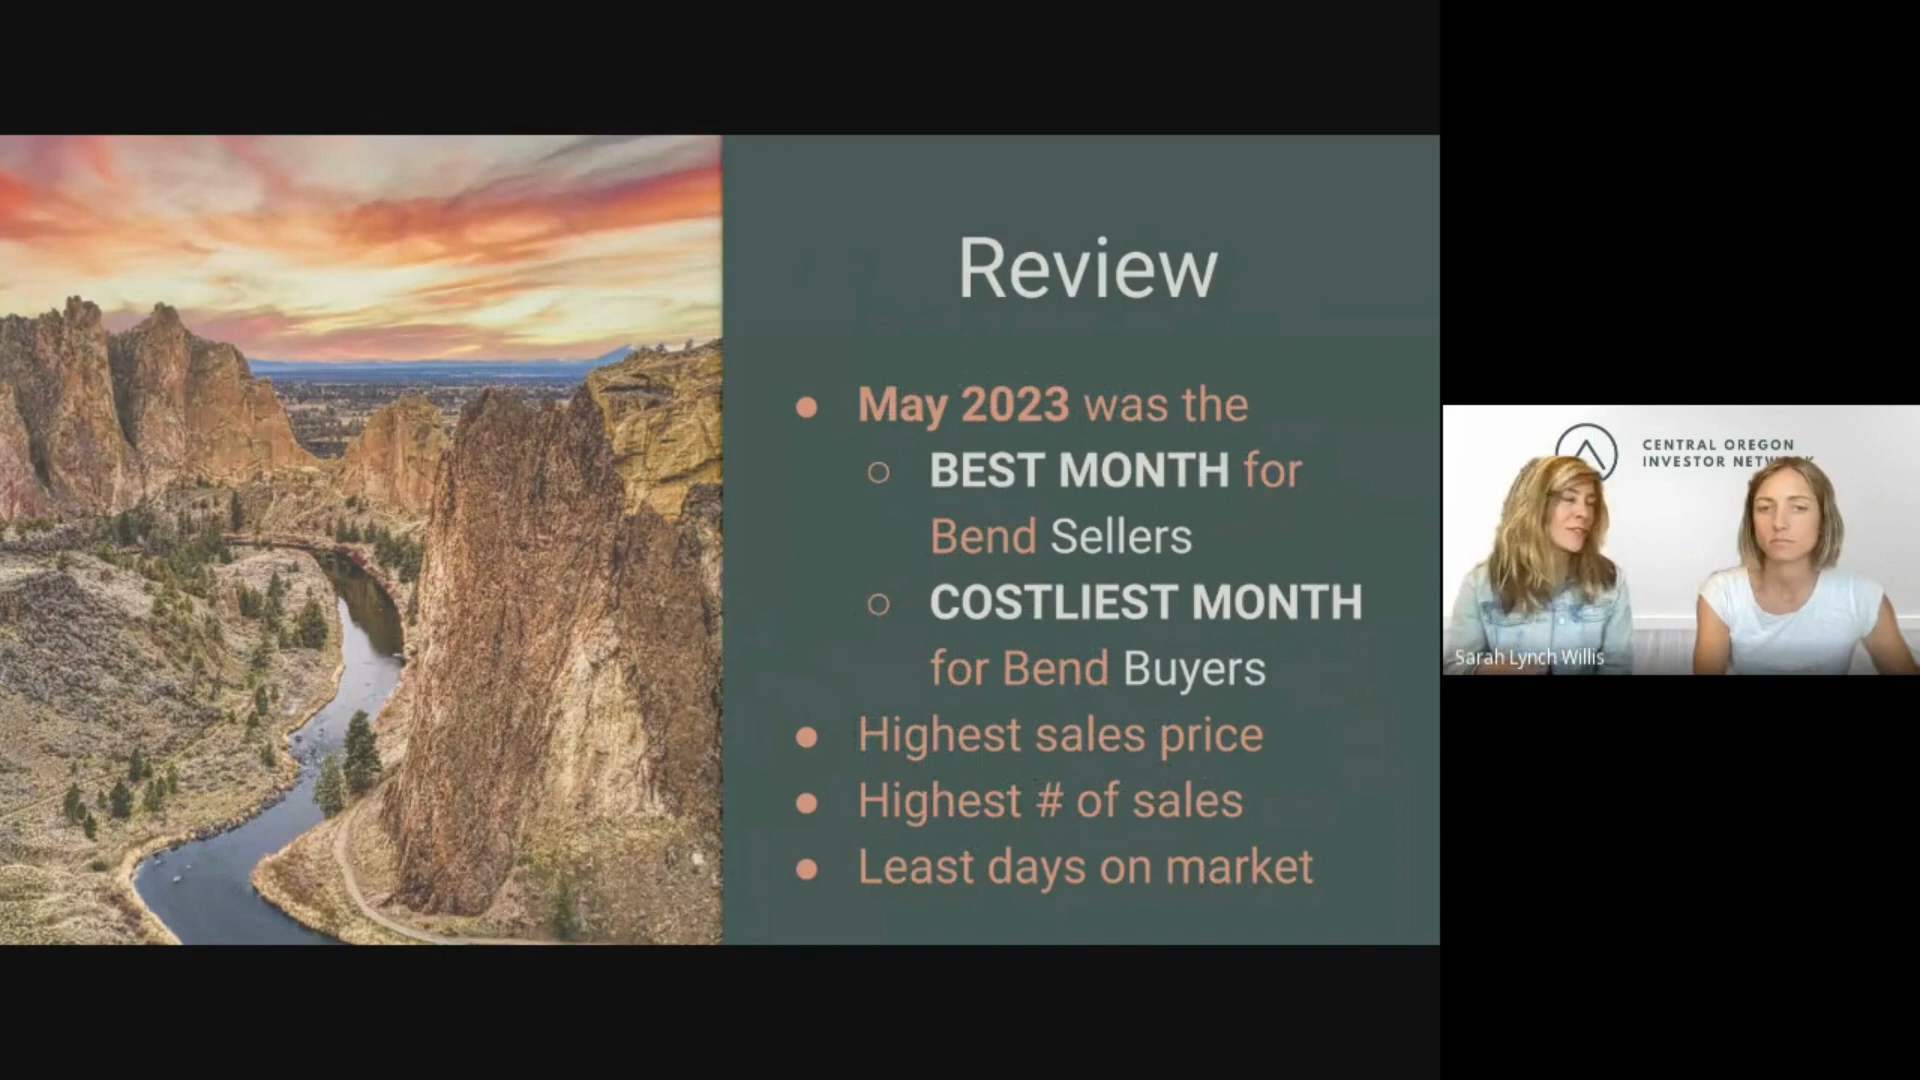 Review
● May 2023 was the
○ BEST MONTH for
Bend Sellers
○ COSTLIEST MONTH
for Bend Buyers
● Highest sales price
● Highest # of sales
● Least days on market
CENTRAL OREGON
INVESTOR NETWORK
Sarah Lynch Willis